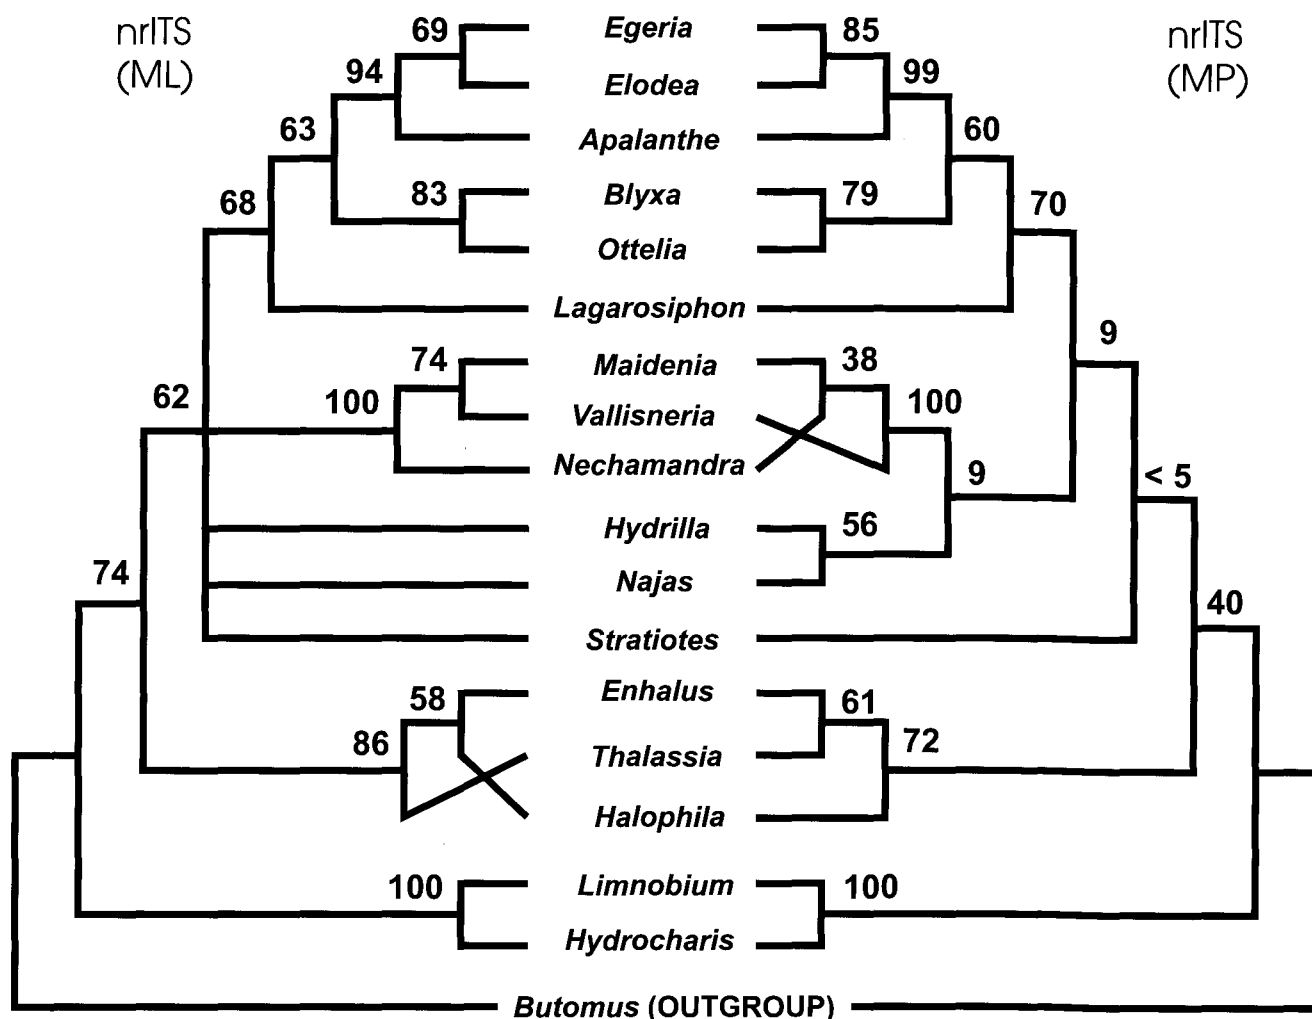 nrITS
(ML)
nrITS
(MP)
69 Egeria 85
94 Elodea 99
63 Apalanthe 60
83 Blyxa 79
68 Ottelia 70
Lagarosiphon
9
74 Maidenia 38
62 100 Vallisneria 100
Nechamandra 9
< 5
Hydrilla 56
74 Najas
40
Stratiotes
58 Enhalus 61
86 Thalassia 72
Halophila
100 Limnobium 100
Hydrocharis
Butomus (OUTGROUP)